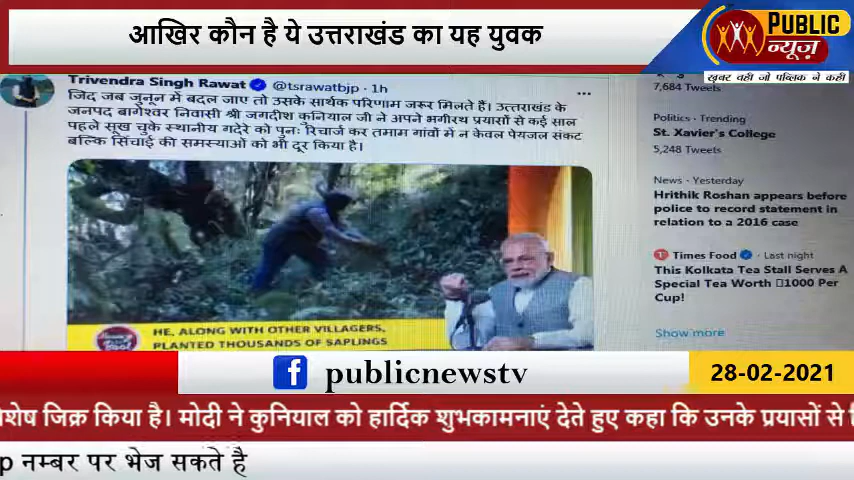 आखिर कौन है ये उत्तराखंड का यह युवक
PUBLIC
न्यूज़
ख़बर वही जो पब्लिक ने कही
Trivendra Singh Rawat @tsrawatbjp · 1h
जिद जब जुनून में बदल जाए तो उसके सार्थक परिणाम जरूर मिलते हैं। उत्तराखंड के
जनपद बागेश्वर निवासी श्री जगदीश कुनियाल जी ने अपने भगीरथ प्रयासों से कई साल
पहले सूख चुके स्थानीय गदेरे को पुनः रिचार्ज कर तमाम गांवों में न केवल पेयजल संकट
बल्कि सिंचाई की समस्याओं को भी दूर किया है।
HE, ALONG WITH OTHER VILLAGERS,
PLANTED THOUSANDS OF SAPLINGS
7,684 Tweets
Politics · Trending
St. Xavier's College
5,248 Tweets
News · Yesterday
Hrithik Roshan appears before
police to record statement in
relation to a 2016 case
Times Food · Last night
This Kolkata Tea Stall Serves A
Special Tea Worth ▯1000 Per
Cup!
Show more
publicnewstv
28-02-2021
शेष जिक्र किया है। मोदी ने कुनियाल को हार्दिक शुभकामनाएं देते हुए कहा कि उनके प्रयासों से
p नम्बर पर भेज सकते है